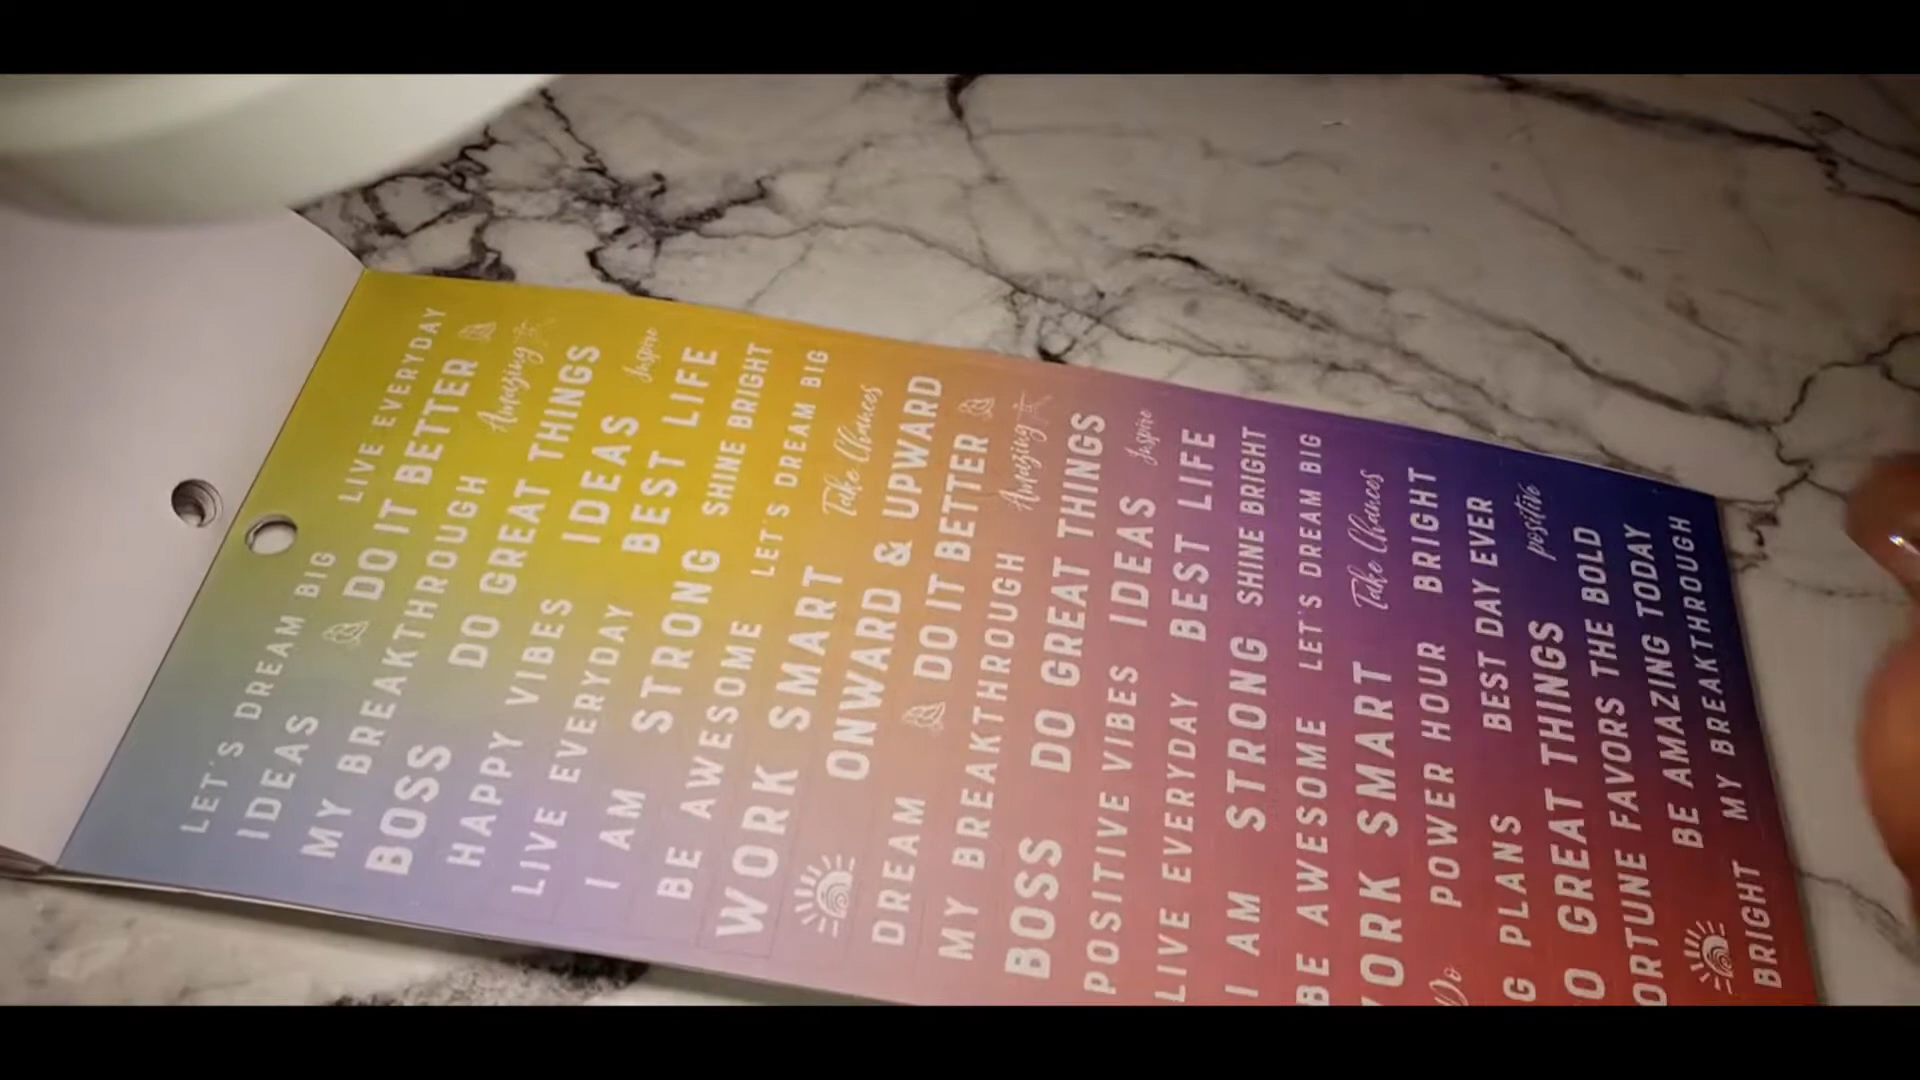 LET'S DREAM BIG LIVE EVERYDAY
IDEAS DO IT BETTER
MY BREAKTHROUGH Amazing
BOSS DO GREAT THINGS
HAPPY VIBES IDEAS Inspire
LIVE EVERYDAY BEST LIFE
I AM STRONG SHINE BRIGHT
BE AWESOME LET'S DREAM BIG
WORK SMART Take Chances
ONWARD & UPWARD
DREAM DO IT BETTER
MY BREAKTHROUGH Amazing
BOSS DO GREAT THINGS
POSITIVE VIBES IDEAS Inspire
LIVE EVERYDAY BEST LIFE
I AM STRONG SHINE BRIGHT
BE AWESOME LET'S DREAM BIG
ORK SMART Take Chances
Do POWER HOUR BRIGHT
G PLANS BEST DAY EVER
O GREAT THINGS positive
ORTUNE FAVORS THE BOLD
BE AMAZING TODAY
BRIGHT MY BREAKTHROUGH